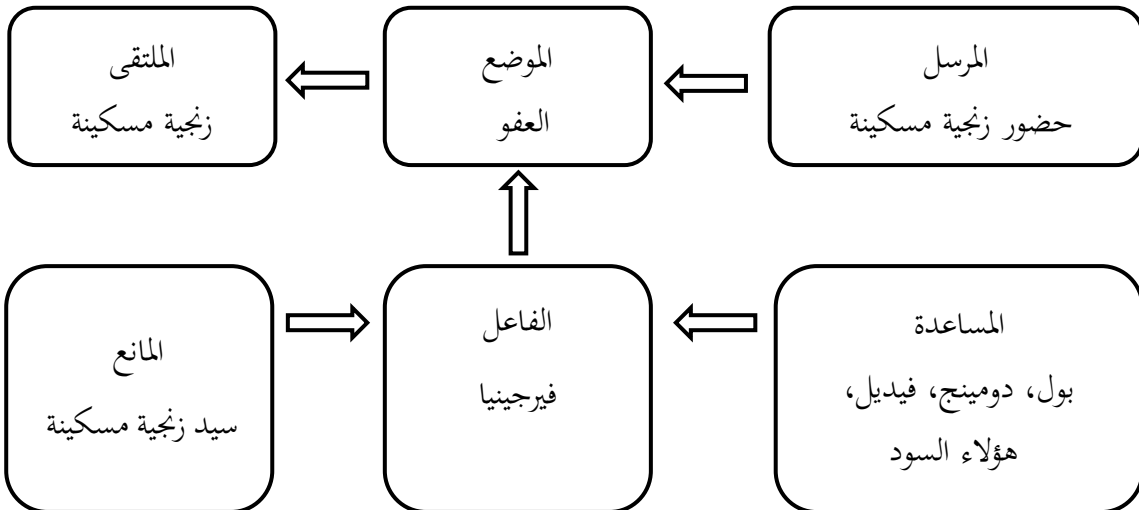 المرسل
حضور زنجية مسكينة
الموضع
العفو
الملتقى
زنجية مسكينة
المساعدة
بول، دومينج، فيديل،
هؤلاء السود
الفاعل
فيرجينيا
المانع
سيد زنجية مسكينة